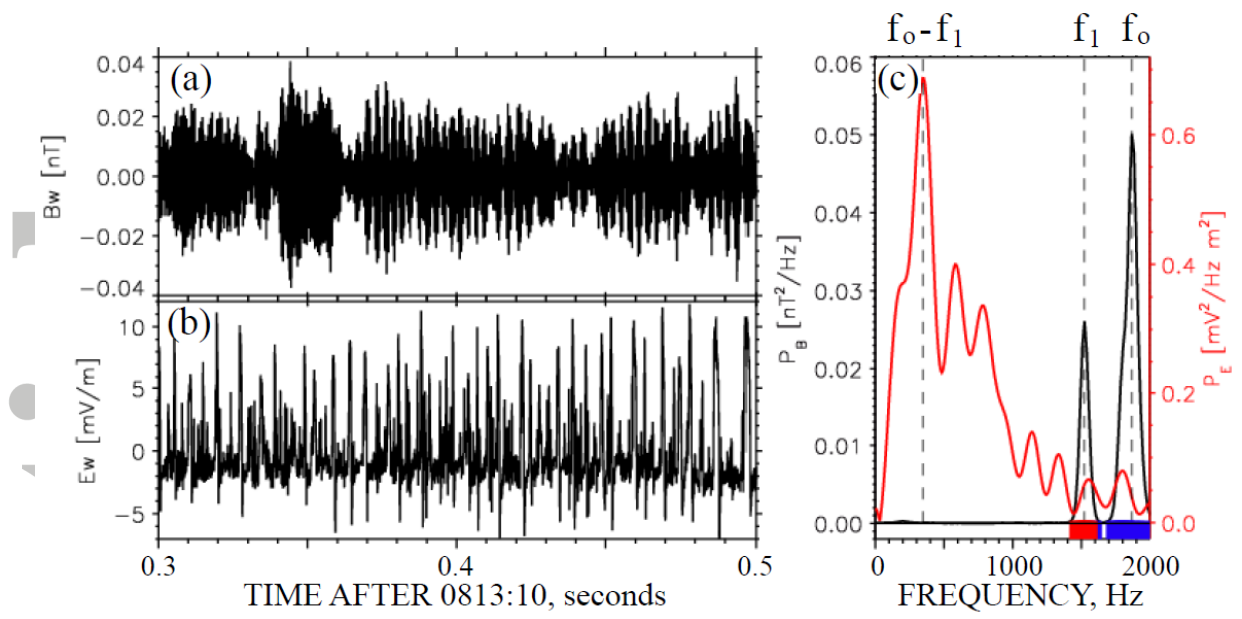 fo-f1 f1 fo
(a)
0.04
0.02
0.00
−0.02
−0.04
Bw [nT]
(b)
10
5
0
−5
Ew [mV/m]
0.3 0.4 0.5
TIME AFTER 0813:10, seconds
(c)
0.06
0.05
0.04
0.03
0.02
0.01
0.00
PB [nT²/Hz]
0.6
0.4
0.2
0.0
PE [mV²/Hz m²]
0 1000 2000
FREQUENCY, Hz